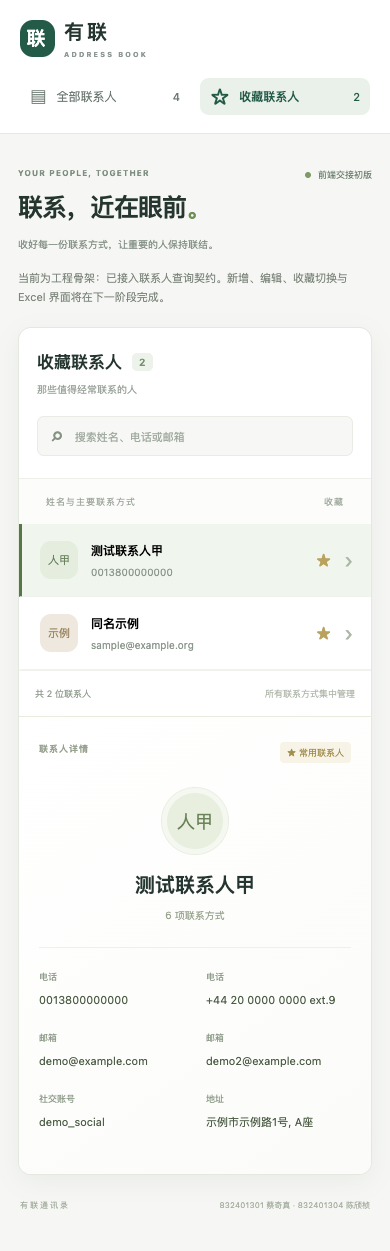 联 有联
ADDRESS BOOK
全部联系人 4 收藏联系人 2
YOUR PEOPLE, TOGETHER 前端交接初版
联系，近在眼前。
收好每一份联系方式，让重要的人保持联结。
当前为工程骨架：已接入联系人查询契约。新增、编辑、收藏切换与
Excel 界面将在下一阶段完成。
收藏联系人 2
那些值得经常联系的人
搜索姓名、电话或邮箱
姓名与主要联系方式 收藏
人甲 测试联系人甲
0013800000000
示例 同名示例
sample@example.org
共 2 位联系人 所有联系方式集中管理
联系人详情 常用联系人
人甲
测试联系人甲
6 项联系方式
电话 电话
0013800000000 +44 20 0000 0000 ext.9
邮箱 邮箱
demo@example.com demo2@example.com
社交账号 地址
demo_social 示例市示例路1号, A座
有联通讯录 832401301 蔡奇真 · 832401304 陈颀桢